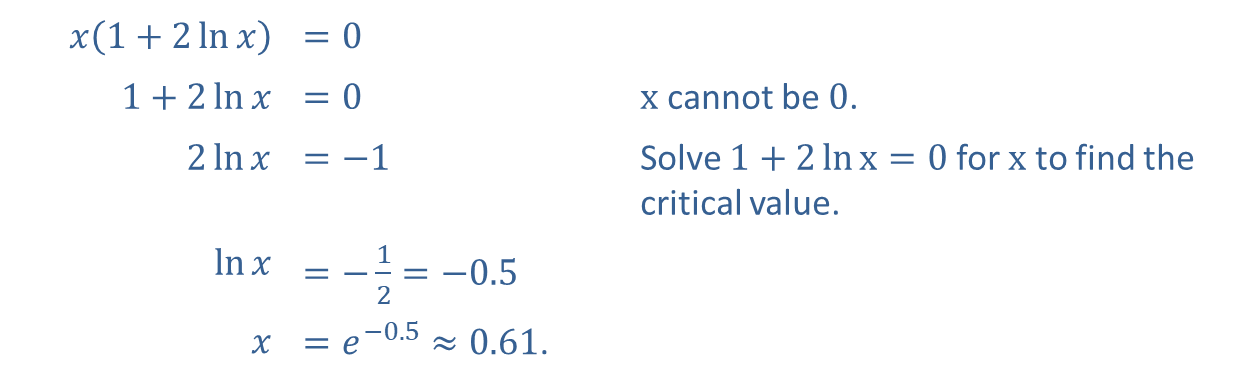 x(1 + 2 ln x) = 0
1 + 2 ln x = 0 x cannot be 0.
2 ln x = −1 Solve 1 + 2 ln x = 0 for x to find the
critical value.
ln x = −1/2 = −0.5
x = e^−0.5 ≈ 0.61.